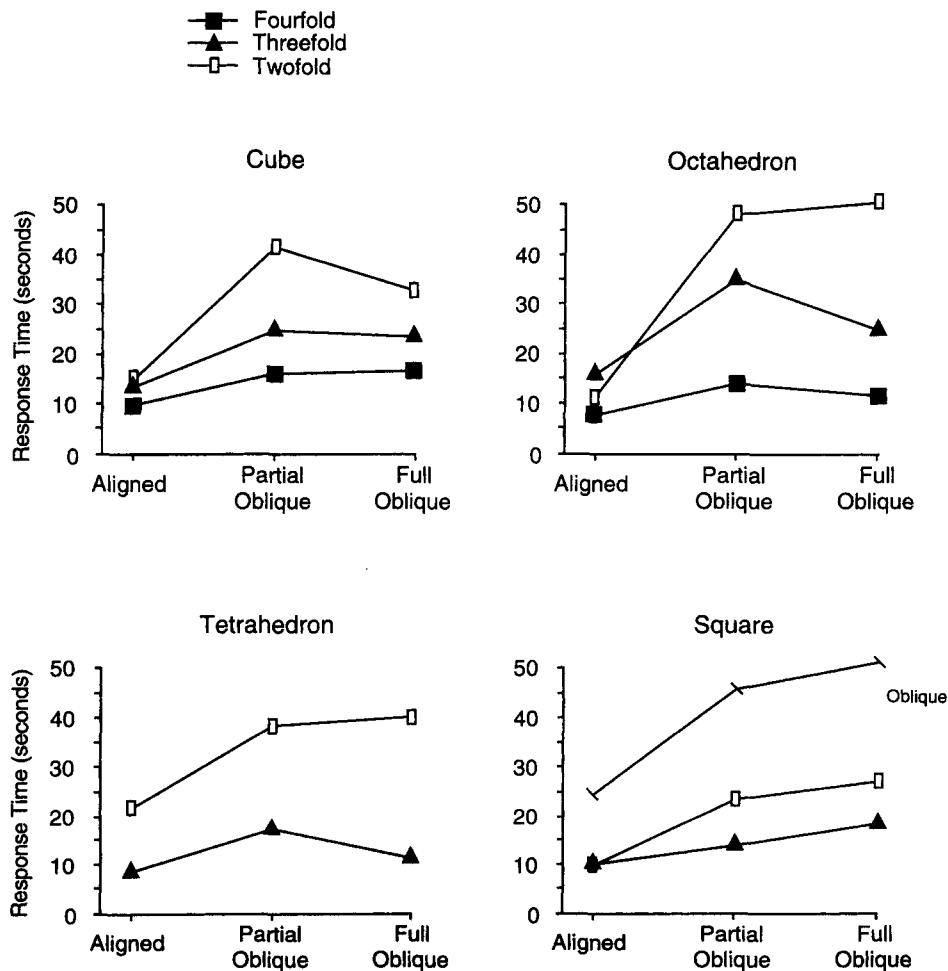 Fourfold
Threefold
Twofold
Cube
Response Time (seconds)
50
40
30
20
10
0
Aligned
Partial
Oblique
Full
Oblique
Octahedron
50
40
30
20
10
0
Aligned
Partial
Oblique
Full
Oblique
Tetrahedron
Response Time (seconds)
50
40
30
20
10
0
Aligned
Partial
Oblique
Full
Oblique
Square
50
40
30
20
10
0
Oblique
Aligned
Partial
Oblique
Full
Oblique